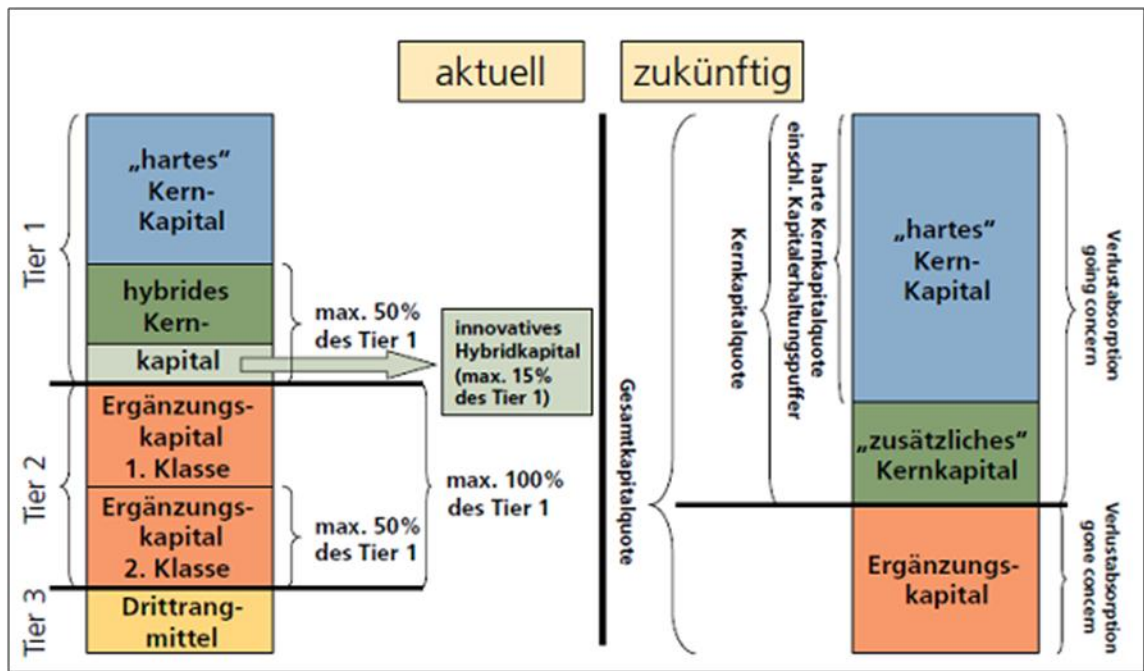 aktuell
zukünftig
Tier 1
„hartes“
Kern-
Kapital
hybrides
Kern-
kapital
max. 50%
des Tier 1
innovatives
Hybridkapital
(max. 15%
des Tier 1)
Tier 2
Ergänzungs-
kapital
1. Klasse
Ergänzungs-
kapital
2. Klasse
max. 50%
des Tier 1
max. 100%
des Tier 1
Tier 3
Drittrang-
mittel
Gesamtkapitalquote
Kernkapitalquote
harte Kernkapitalquote
einschl. Kapitalerhaltungspuffer
„hartes“
Kern-
Kapital
„zusätzliches“
Kernkapital
Ergänzungs-
kapital
Verlustabsorption
going concern
Verlustabsorption
gone concern